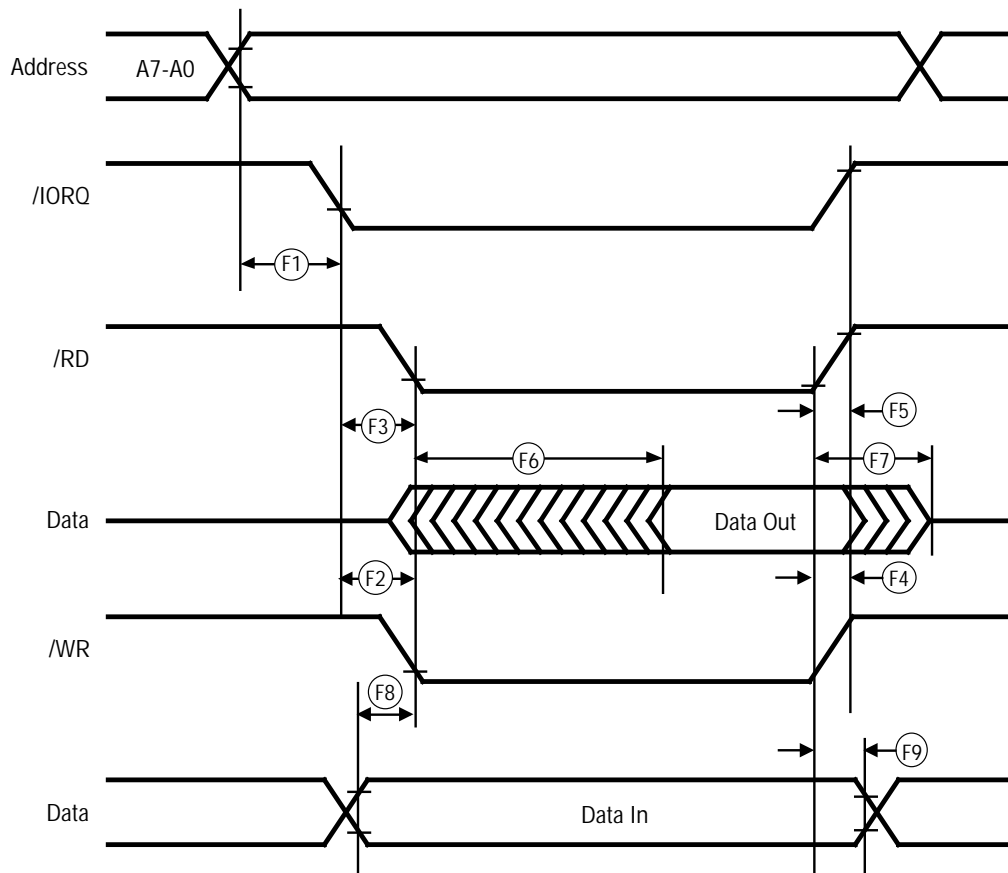 Address
A7-A0
/IORQ
F1
/RD
F3
F5
F6
F7
Data
Data Out
F2
F4
/WR
F8
F9
Data
Data In